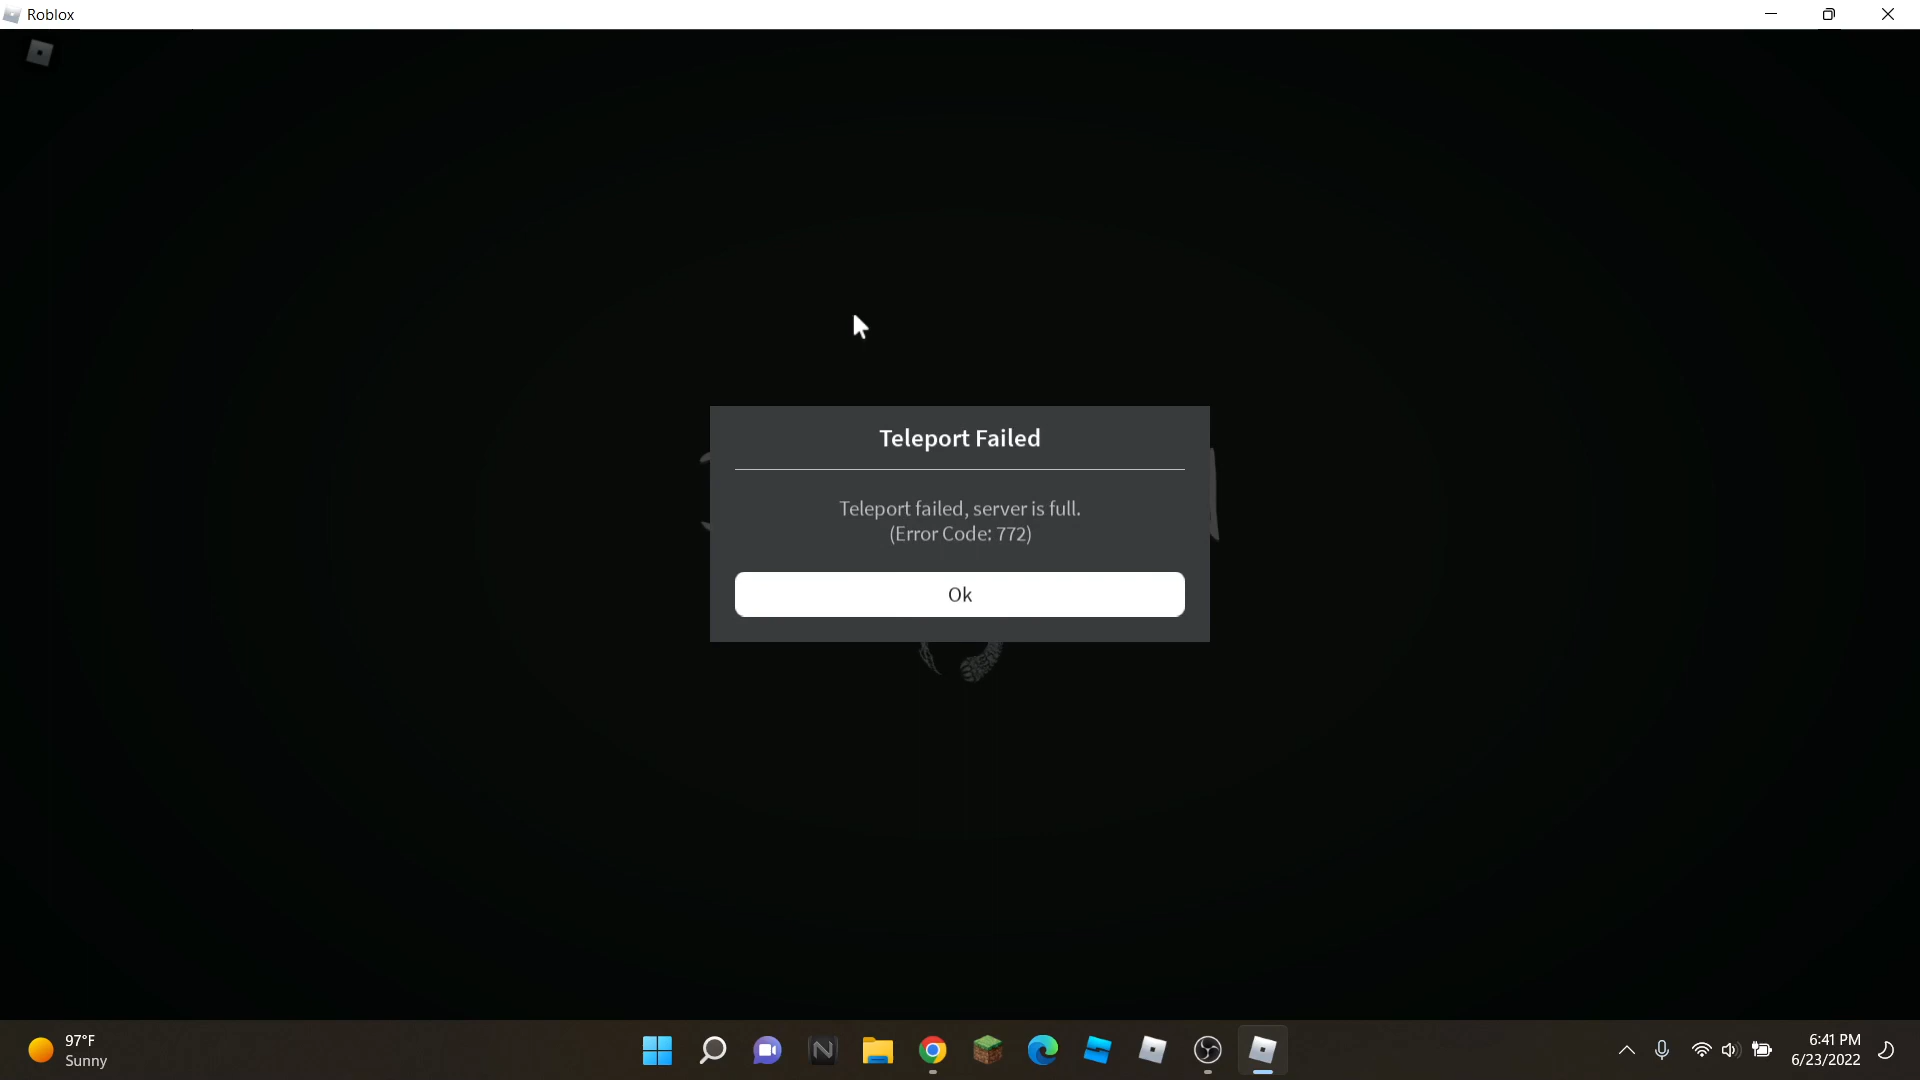 Roblox
Teleport Failed
Teleport failed, server is full.
(Error Code: 772)
Ok
97°F
Sunny
6:41 PM
6/23/2022